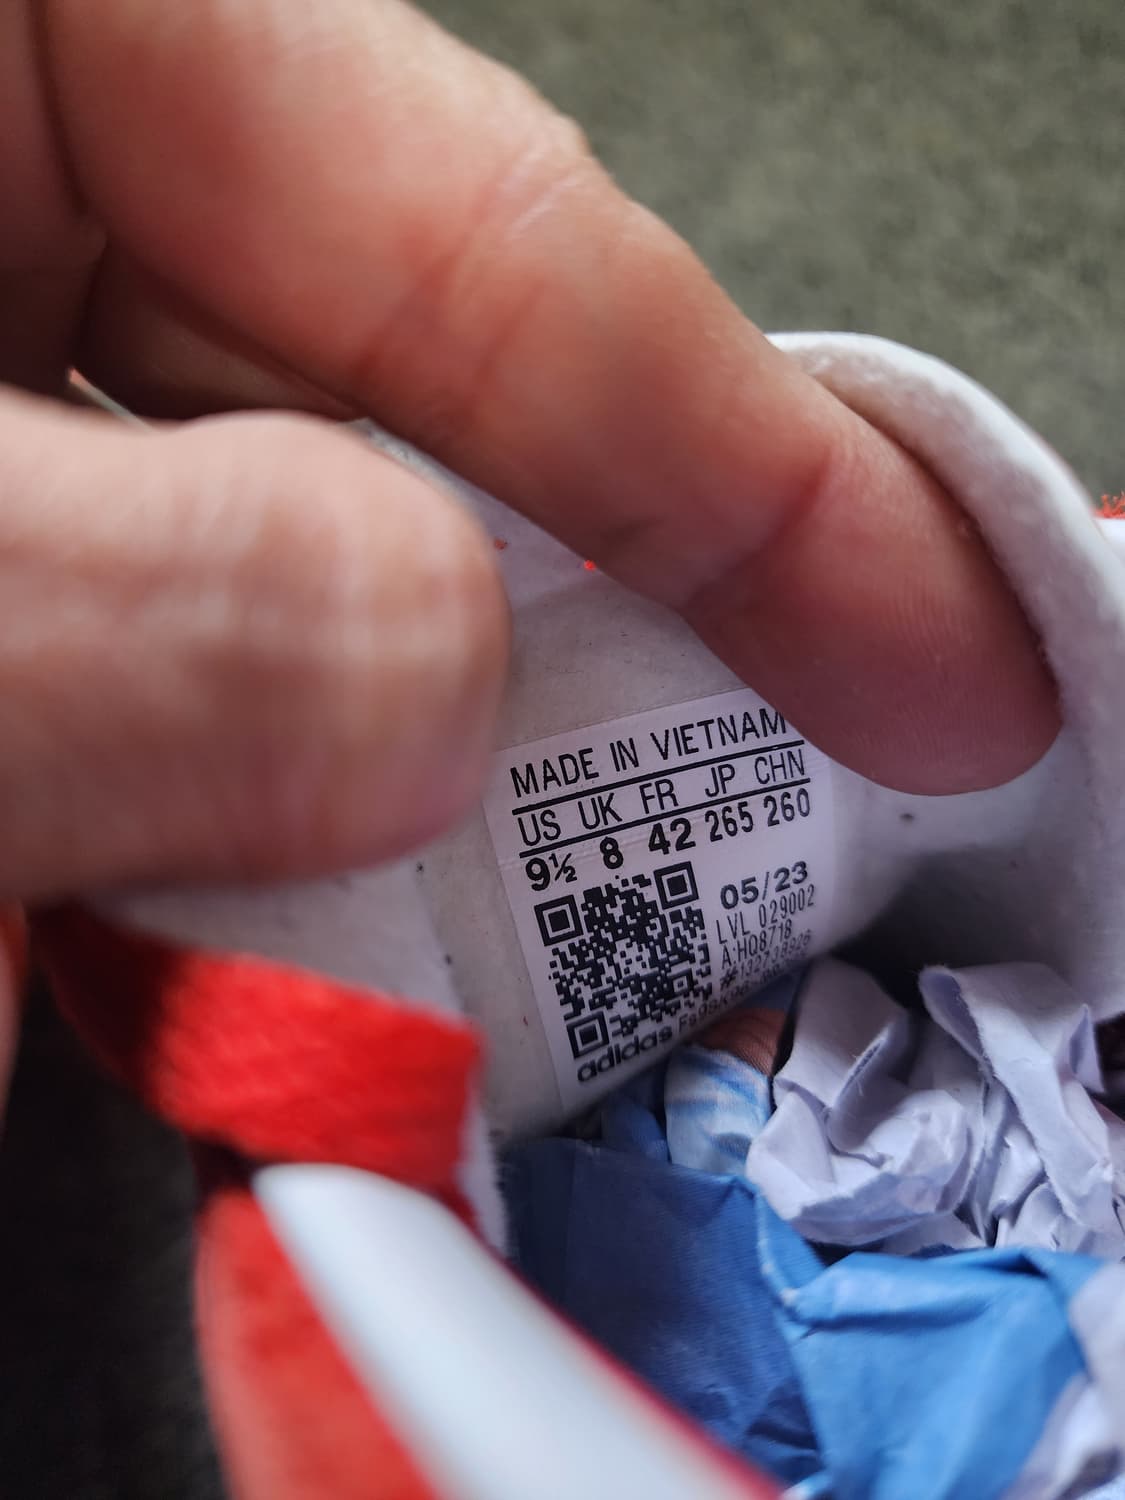 MADE IN VIETNAM
US UK FR JP CHN
9½ 8 42 265 260
05/23
LVL 029002
A:HQ8718
adidas